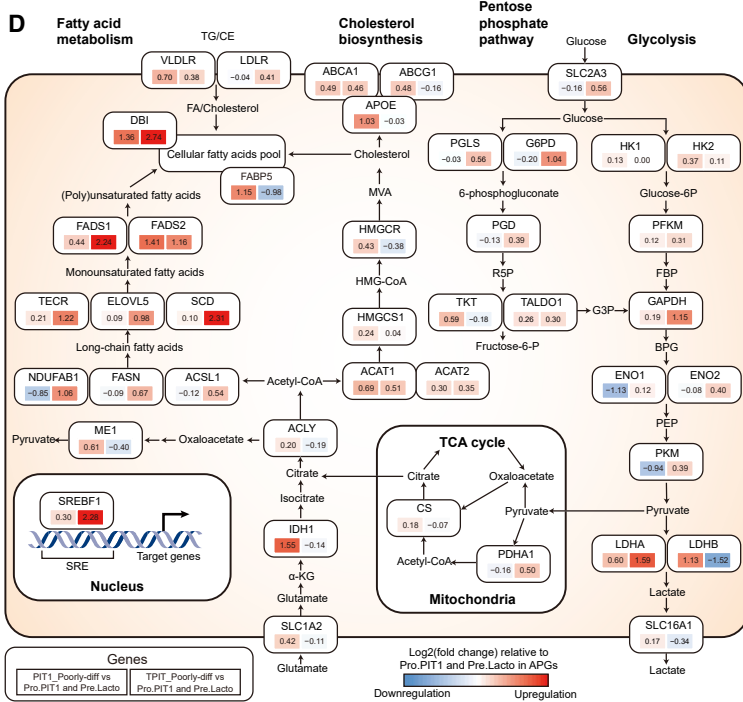 D
Fatty acid
metabolism
TG/CE
Cholesterol
biosynthesis
Pentose
phosphate
pathway
Glucose
Glycolysis
VLDLR
0.70 0.38
LDLR
−0.04 0.41
ABCA1
0.49 0.46
ABCG1
0.48 −0.16
APOE
1.03 −0.03
SLC2A3
−0.16 0.56
FA/Cholesterol
Glucose
DBI
1.36 2.74
Cellular fatty acids pool
FABP5
1.15 −0.98
Cholesterol
PGLS
−0.03 0.56
G6PD
−0.20 1.04
HK1
0.13 0.00
HK2
0.37 0.11
(Poly)unsaturated fatty acids
MVA
6-phosphogluconate
Glucose-6P
FADS1
0.44 2.24
FADS2
1.41 1.16
HMGCR
0.43 −0.38
PGD
−0.13 0.39
PFKM
0.12 0.31
Monounsaturated fatty acids
HMG-CoA
R5P
FBP
TECR
0.21 1.22
ELOVL5
0.09 0.98
SCD
0.10 2.31
HMGCS1
0.24 0.04
TKT
0.59 −0.18
TALDO1
0.26 0.30
G3P
GAPDH
0.19 1.15
Long-chain fatty acids
Fructose-6-P
BPG
NDUFAB1
−0.85 1.06
FASN
−0.09 0.67
ACSL1
−0.12 0.54
Acetyl-CoA
ACAT1
0.69 0.51
ACAT2
0.30 0.35
ENO1
−1.13 0.12
ENO2
−0.08 0.40
PEP
Pyruvate
ME1
0.61 −0.40
Oxaloacetate
ACLY
0.20 −0.19
TCA cycle
PKM
−0.94 0.39
Citrate
Citrate
Oxaloacetate
Isocitrate
CS
0.18 −0.07
Pyruvate
Pyruvate
SREBF1
0.30 2.28
Target genes
SRE
Nucleus
IDH1
1.55 −0.14
Acetyl-CoA
PDHA1
−0.16 0.50
LDHA
0.60 1.59
LDHB
1.13 −1.52
α-KG
Glutamate
Mitochondria
Lactate
SLC1A2
0.42 −0.11
SLC16A1
0.17 −0.34
Glutamate
Lactate
Genes
PIT1_Poorly-diff vs
Pro.PIT1 and Pre.Lacto
TPIT_Poorly-diff vs
Pro.PIT1 and Pre.Lacto
Log2(fold change) relative to
Pro.PIT1 and Pre.Lacto in APGs
Downregulation
Upregulation